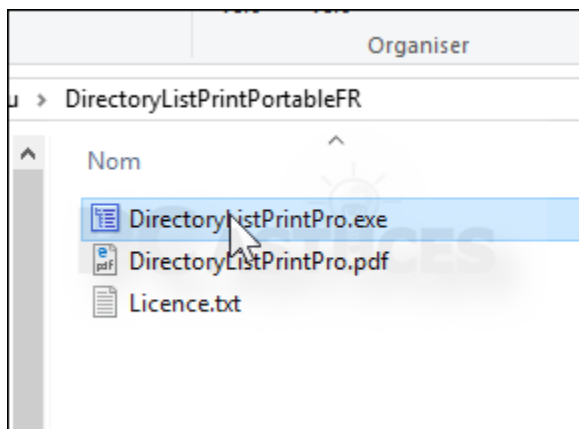 Organiser
u > DirectoryListPrintPortableFR
Nom
DirectoryListPrintPro.exe
DirectoryListPrintPro.pdf
Licence.txt